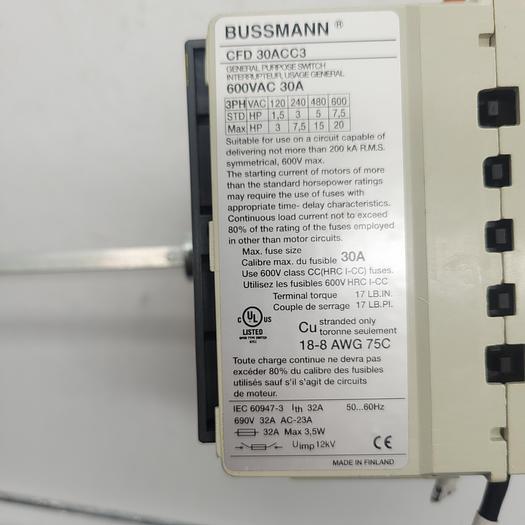 BUSSMANN ®
CFD 30ACC3
GENERAL PURPOSE SWITCH
INTERRUPTEUR, USAGE GENERAL
600VAC 30A
3PH VAC 120 240 480 600
STD HP 1,5 3 5 7,5
Max HP 3 7,5 15 20
Suitable for use on a circuit capable of
delivering not more than 200 kA R.M.S.
symmetrical, 600V max.
The starting current of motors of more
than the standard horsepower ratings
may require the use of fuses with
appropriate time- delay characteristics.
Continuous load current not to exceed
80% of the rating of the fuses employed
in other than motor circuits.
Max. fuse size
Calibre max. du fusible 30A
Use 600V class CC(HRC I-CC) fuses.
Utilizes les fusibles 600V HRC I-CC
Terminal torque 17 LB.IN.
Couple de serrage 17 LB.PI.
C UL US
LISTED
Cu stranded only
toronne seulement
18-8 AWG 75C
Toute charge continue ne devra pas
excéder 80% du calibre des fusibles
utilisés sauf s'il s'agit de circuits
de moteur.
IEC 60947-3 Ith 32A 50...60Hz
690V 32A AC-23A
32A Max 3,5W
Uimp 12kV CE
MADE IN FINLAND